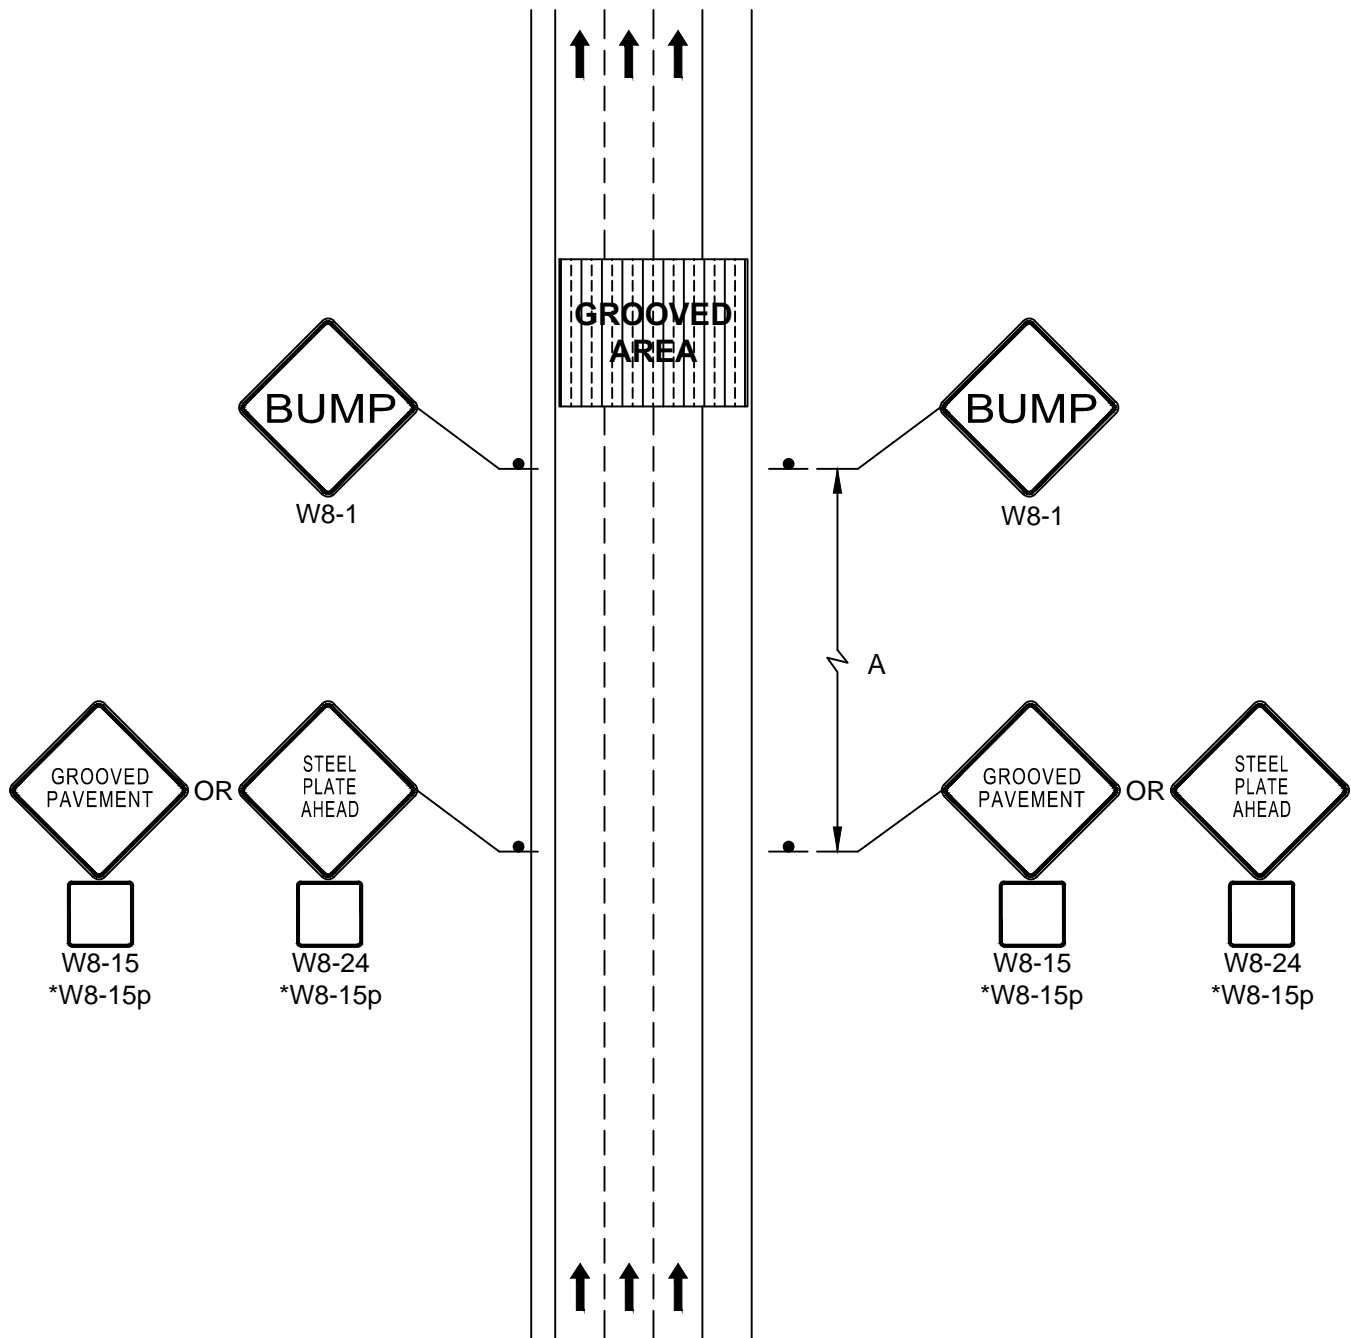 GROOVED
AREA
BUMP
W8-1
BUMP
W8-1
A
GROOVED
PAVEMENT
OR
STEEL
PLATE
AHEAD
W8-15
*W8-15p
W8-24
*W8-15p
GROOVED
PAVEMENT
OR
STEEL
PLATE
AHEAD
W8-15
*W8-15p
W8-24
*W8-15p